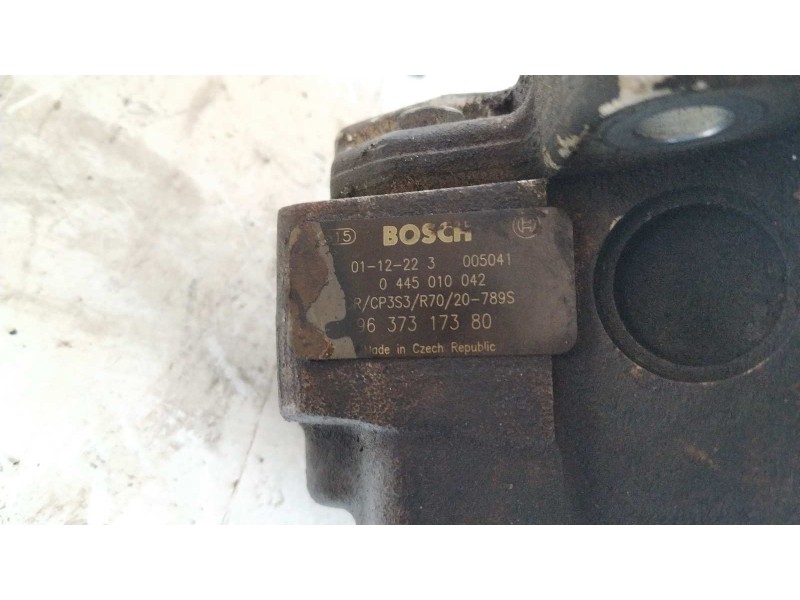 15 BOSCH
01-12-22 3 005041
0 445 010 042
R/CP3S3/R70/20-789S
96 373 173 80
Made in Czech Republic